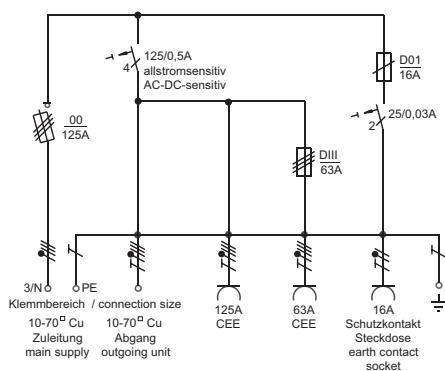 125/0,5A
4
allstromsensitiv
AC-DC-sensitiv
D01
16A
00
125A
25/0,03A
2
DIII
63A
3/N
PE
Klemmbereich / connection size
10-70□ Cu
Zuleitung
main supply
10-70□ Cu
Abgang
outgoing unit
125A
CEE
63A
CEE
16A
Schutzkontakt
Steckdose
earth contact
socket